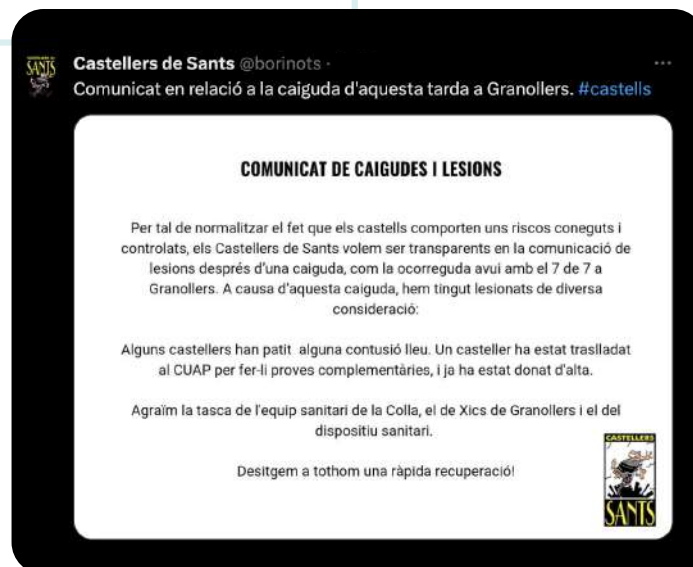 SANTS
Castellers de Sants @borinots ·
Comunicat en relació a la caiguda d'aquesta tarda a Granollers. #castells
COMUNICAT DE CAIGUDES I LESIONS
Per tal de normalitzar el fet que els castells comporten uns riscos coneguts i
controlats, els Castellers de Sants volem ser transparents en la comunicació de
lesions després d'una caiguda, com la ocorreguda avui amb el 7 de 7 a
Granollers. A causa d'aquesta caiguda, hem tingut lesionats de diversa
consideració:
Alguns castellers han patit alguna contusió lleu. Un casteller ha estat traslladat
al CUAP per fer-li proves complementàries, i ja ha estat donat d'alta.
Agraïm la tasca de l'equip sanitari de la Colla, el de Xics de Granollers i el del
dispositiu sanitari.
Desitgem a tothom una ràpida recuperació!
CASTELLERS
SANTS